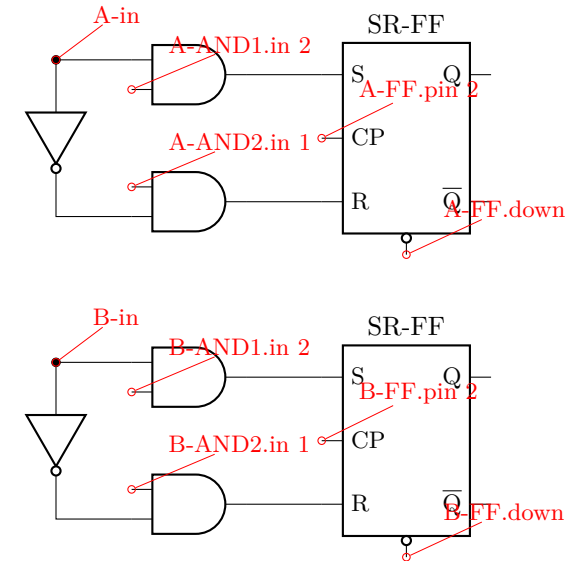 A-in
SR-FF
A-AND1.in 2
S
Q
A-FF.pin 2
CP
A-AND2.in 1
R
Q̅
A-FF.down
B-in
SR-FF
B-AND1.in 2
S
Q
B-FF.pin 2
CP
B-AND2.in 1
R
Q̅
B-FF.down